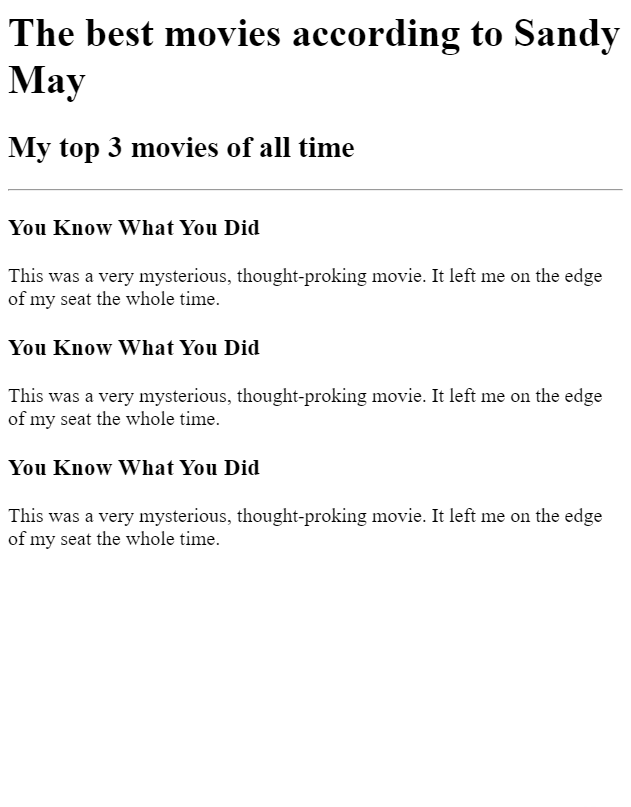 The best movies according to Sandy
May
My top 3 movies of all time
You Know What You Did
This was a very mysterious, thought-proking movie. It left me on the edge
of my seat the whole time.
You Know What You Did
This was a very mysterious, thought-proking movie. It left me on the edge
of my seat the whole time.
You Know What You Did
This was a very mysterious, thought-proking movie. It left me on the edge
of my seat the whole time.